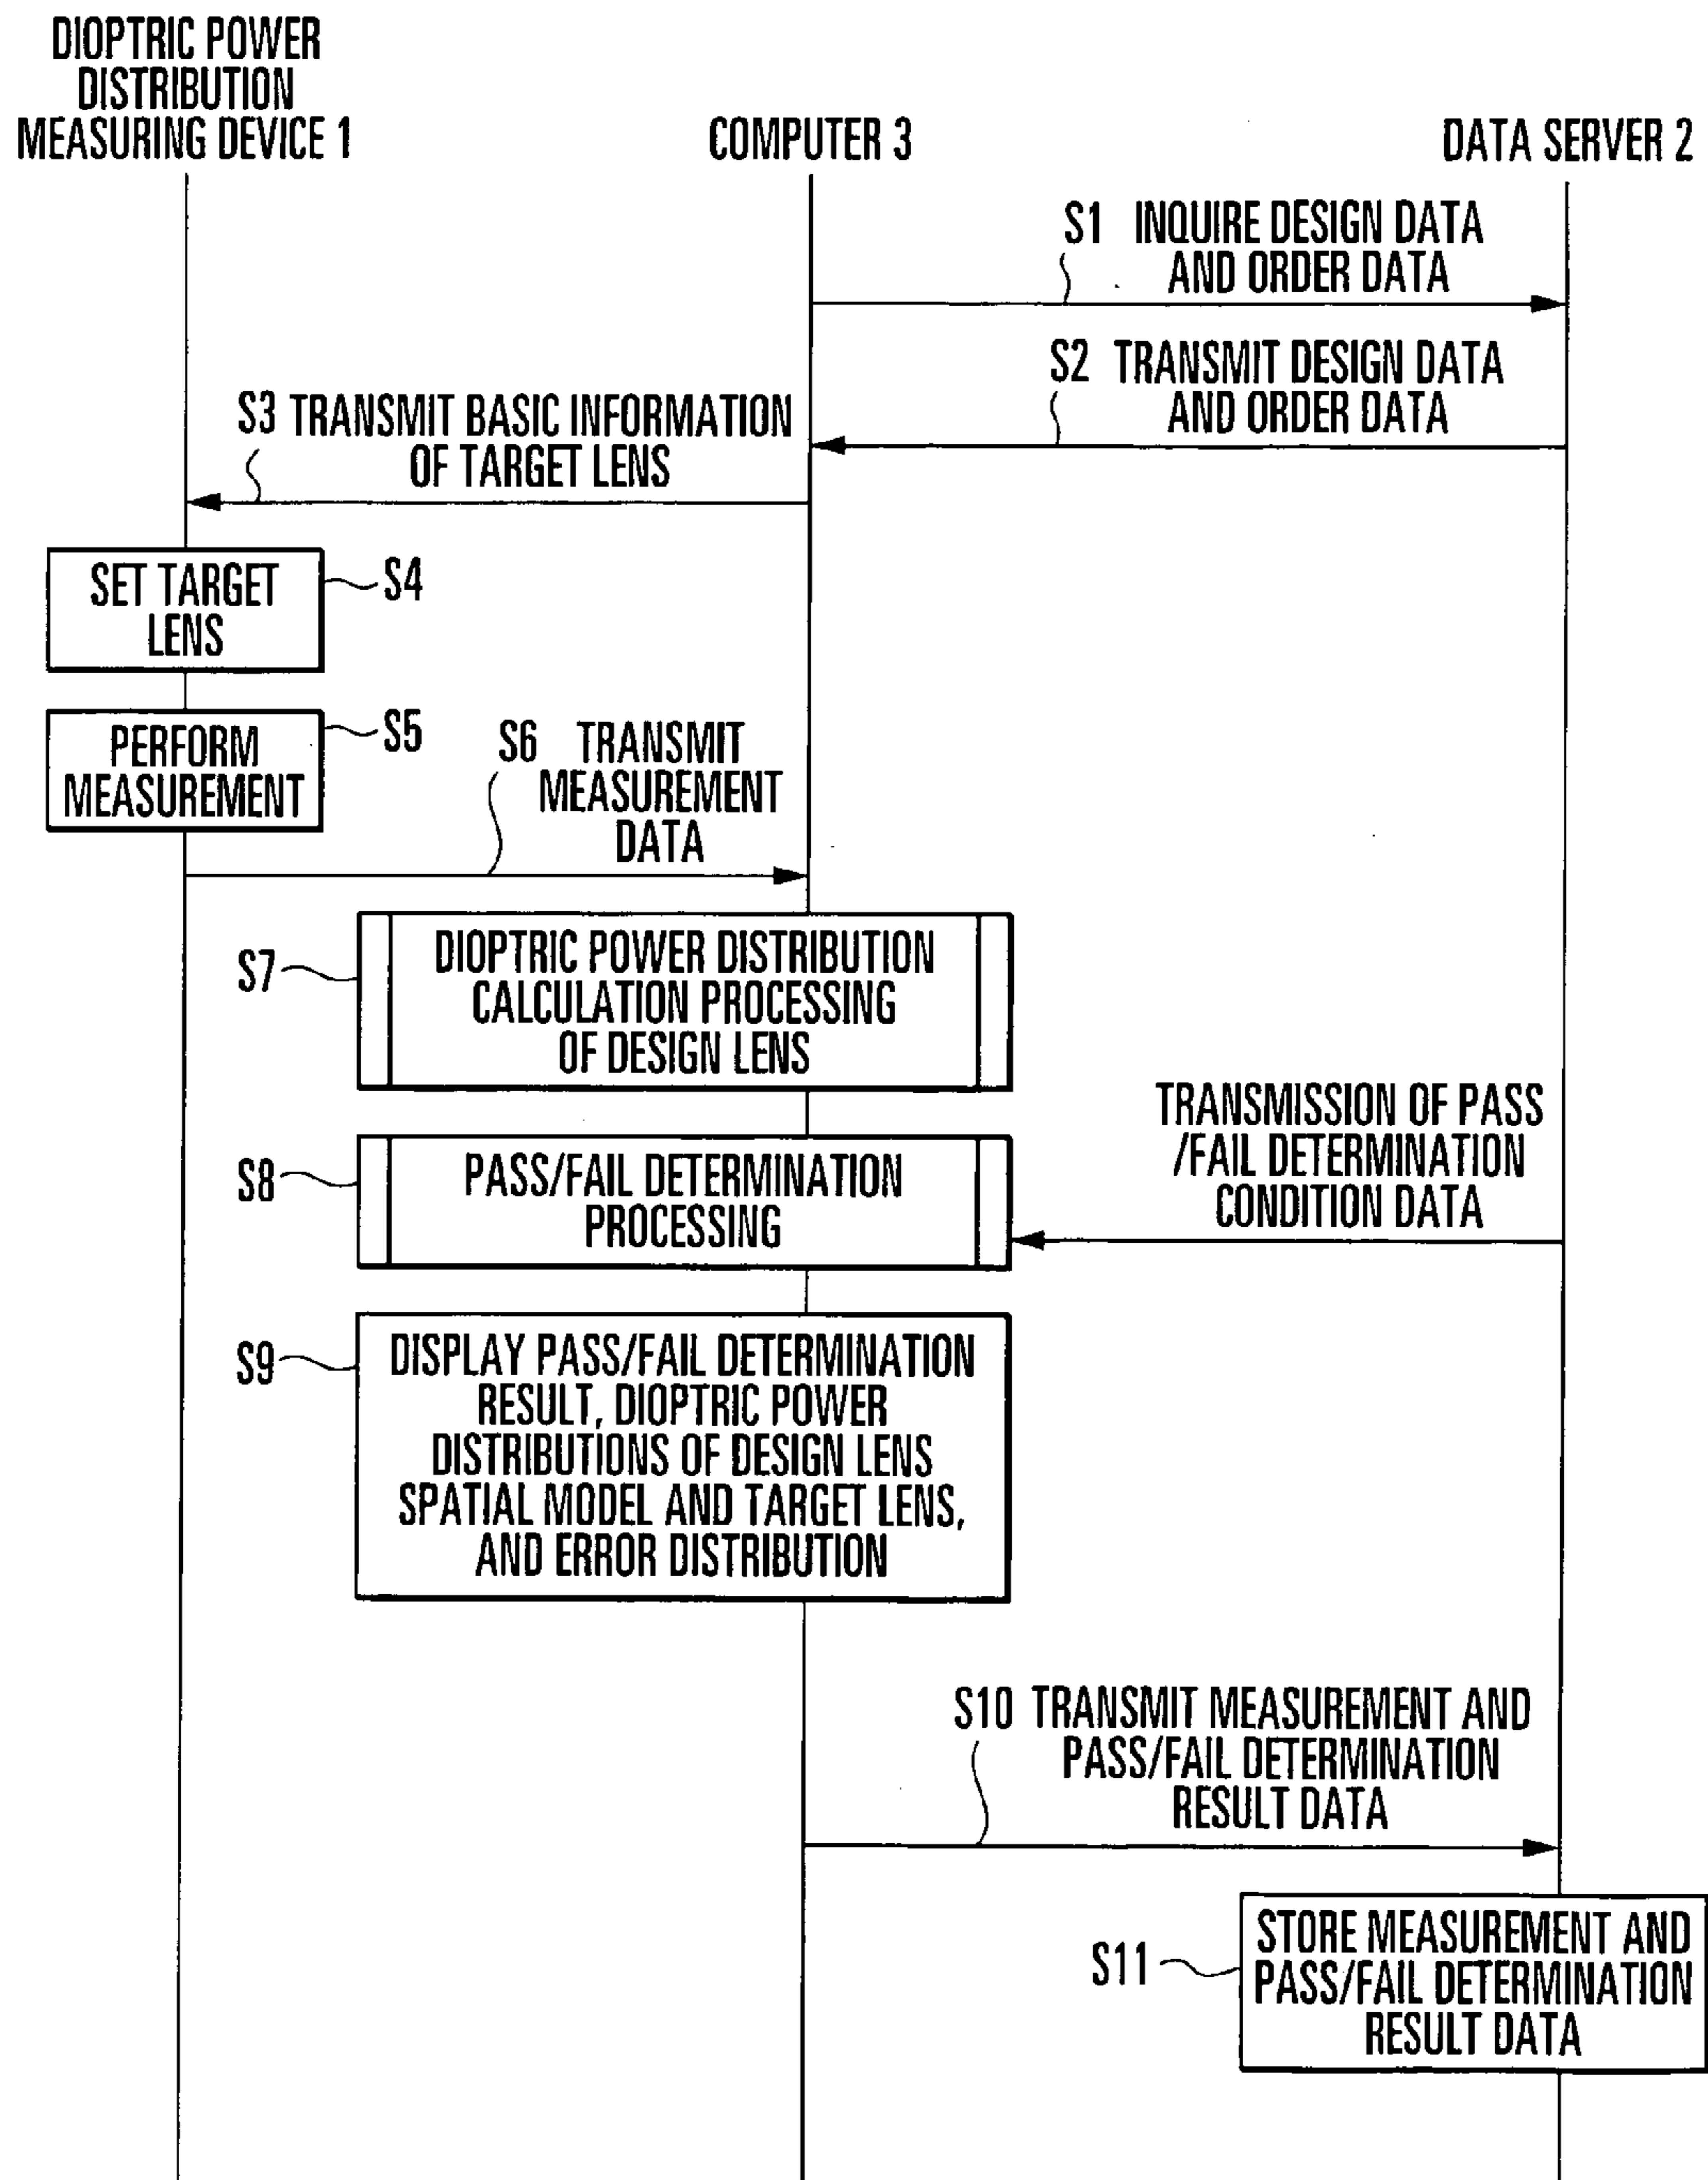 DIOPTRIC POWER
DISTRIBUTION
MEASURING DEVICE 1
COMPUTER 3
DATA SERVER 2
S1 INQUIRE DESIGN DATA
AND ORDER DATA
S2 TRANSMIT DESIGN DATA
AND ORDER DATA
S3 TRANSMIT BASIC INFORMATION
OF TARGET LENS
SET TARGET
LENS
S4
PERFORM
MEASUREMENT
S5
S6 TRANSMIT
MEASUREMENT
DATA
S7
DIOPTRIC POWER DISTRIBUTION
CALCULATION PROCESSING
OF DESIGN LENS
TRANSMISSION OF PASS
/FAIL DETERMINATION
CONDITION DATA
S8
PASS/FAIL DETERMINATION
PROCESSING
S9
DISPLAY PASS/FAIL DETERMINATION
RESULT, DIOPTRIC POWER
DISTRIBUTIONS OF DESIGN LENS
SPATIAL MODEL AND TARGET LENS,
AND ERROR DISTRIBUTION
S10 TRANSMIT MEASUREMENT AND
PASS/FAIL DETERMINATION
RESULT DATA
S11
STORE MEASUREMENT AND
PASS/FAIL DETERMINATION
RESULT DATA